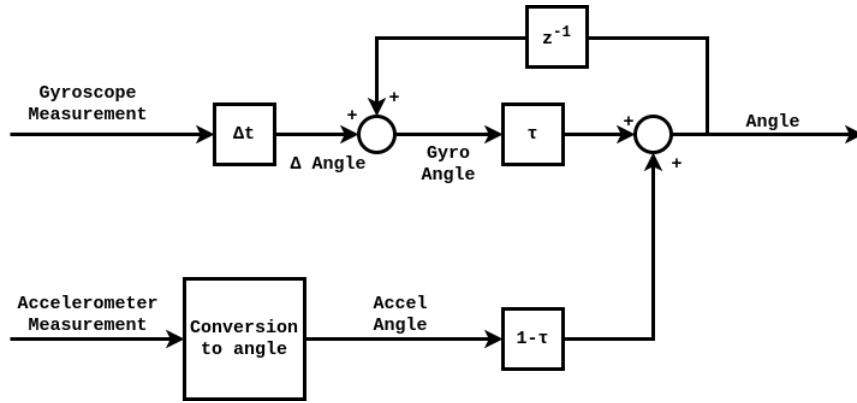 z⁻¹
Gyroscope
Measurement
Δt
+
+
Δ Angle
Gyro
Angle
τ
+
+
Angle
Accelerometer
Measurement
Conversion
to angle
Accel
Angle
1-τ